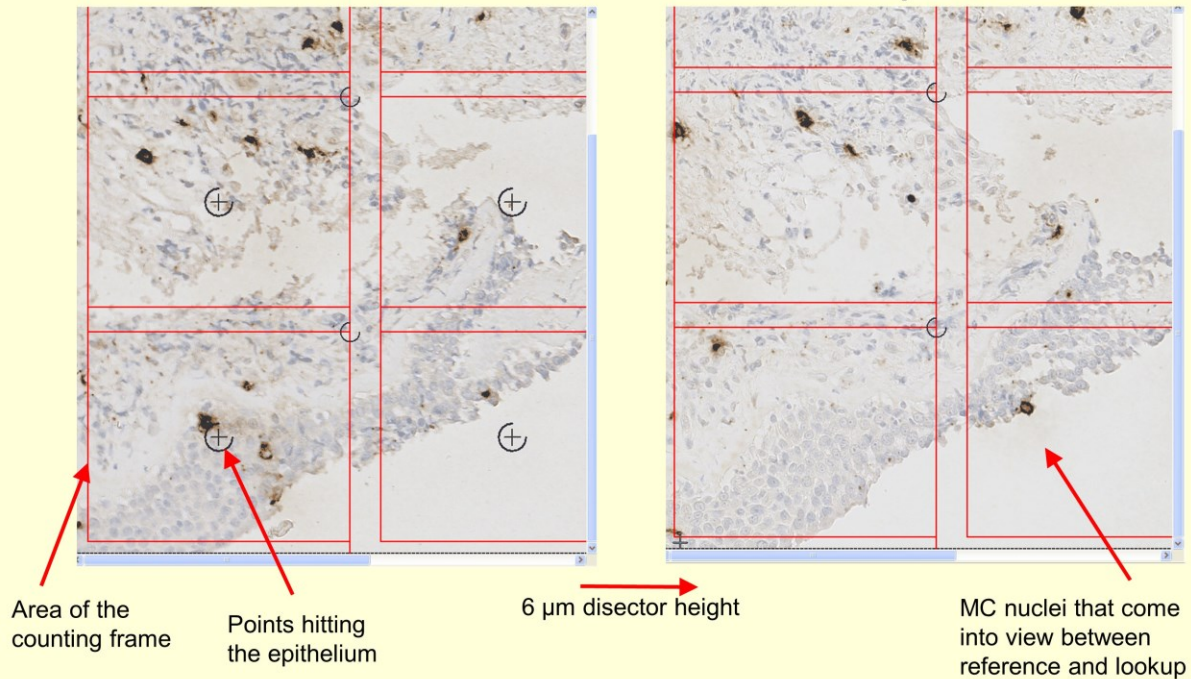 Area of the
counting frame
Points hitting
the epithelium
6 µm disector height
MC nuclei that come
into view between
reference and lookup